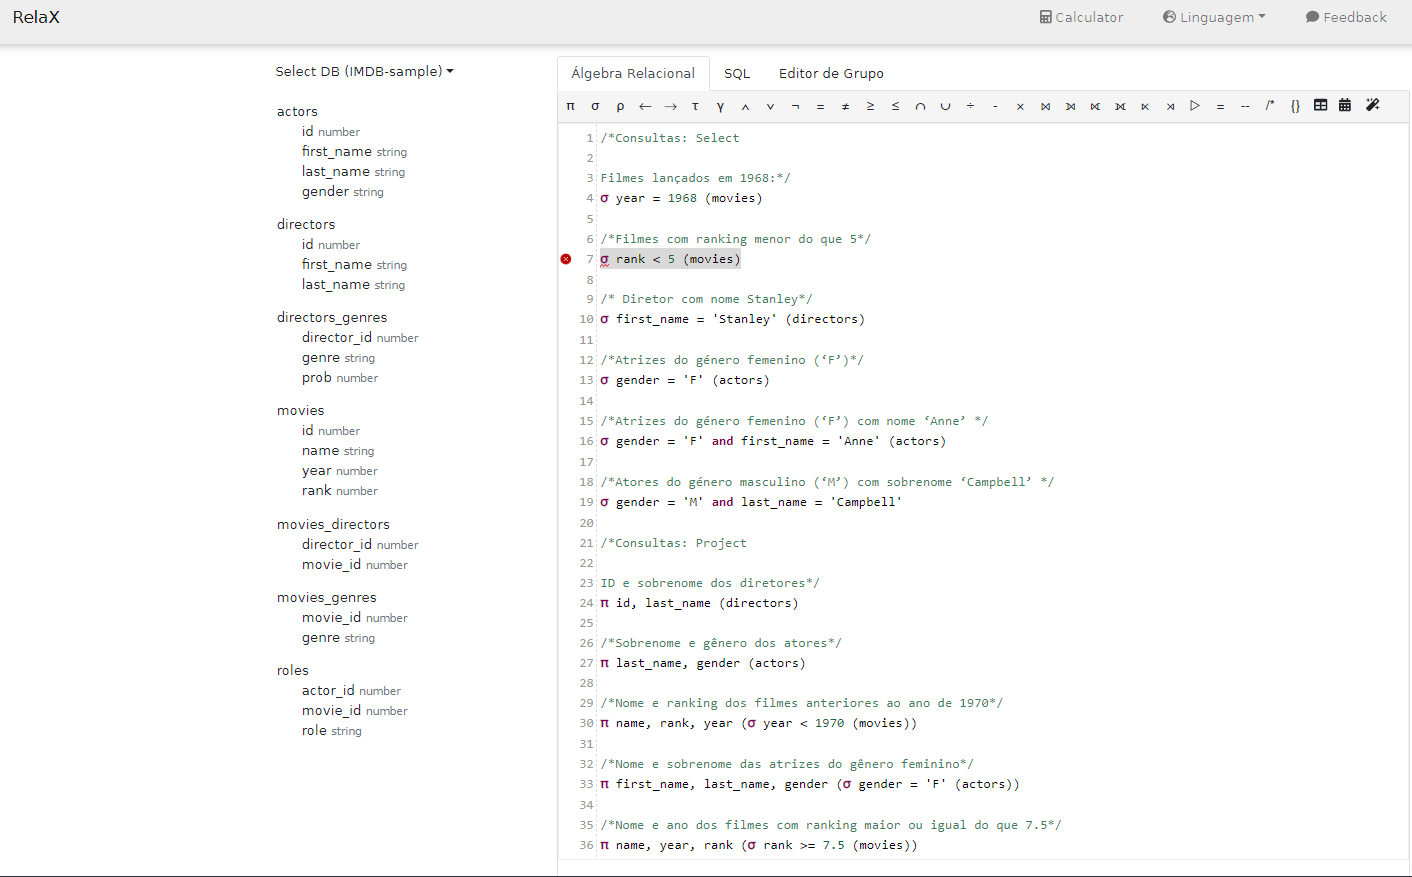 RelaX
Calculator
Linguagem
Feedback
Select DB (IMDB-sample)
actors
id number
first_name string
last_name string
gender string
directors
id number
first_name string
last_name string
directors_genres
director_id number
genre string
prob number
movies
id number
name string
year number
rank number
movies_directors
director_id number
movie_id number
movies_genres
movie_id number
genre string
roles
actor_id number
movie_id number
role string
Álgebra Relacional
SQL
Editor de Grupo
π σ ρ ← → τ γ ∧ ∨ ¬ = ≠ ≥ ≤ ∩ ∪ ÷ - × ⨝ ⟕ ⟖ ⟗ ⋉ ⋊ ▷ = -- /* {}
1 /*Consultas: Select
2
3 Filmes lançados em 1968:*/
4 σ year = 1968 (movies)
5
6 /*Filmes com ranking menor do que 5*/
7 σ rank < 5 (movies)
8
9 /* Diretor com nome Stanley*/
10 σ first_name = 'Stanley' (directors)
11
12 /*Atrizes do género femenino (‘F’)*/
13 σ gender = 'F' (actors)
14
15 /*Atrizes do género femenino (‘F’) com nome ‘Anne’ */
16 σ gender = 'F' and first_name = 'Anne' (actors)
17
18 /*Atores do género masculino (‘M’) com sobrenome ‘Campbell’ */
19 σ gender = 'M' and last_name = 'Campbell'
20
21 /*Consultas: Project
22
23 ID e sobrenome dos diretores*/
24 π id, last_name (directors)
25
26 /*Sobrenome e gênero dos atores*/
27 π last_name, gender (actors)
28
29 /*Nome e ranking dos filmes anteriores ao ano de 1970*/
30 π name, rank, year (σ year < 1970 (movies))
31
32 /*Nome e sobrenome das atrizes do gênero feminino*/
33 π first_name, last_name, gender (σ gender = 'F' (actors))
34
35 /*Nome e ano dos filmes com ranking maior ou igual do que 7.5*/
36 π name, year, rank (σ rank >= 7.5 (movies))